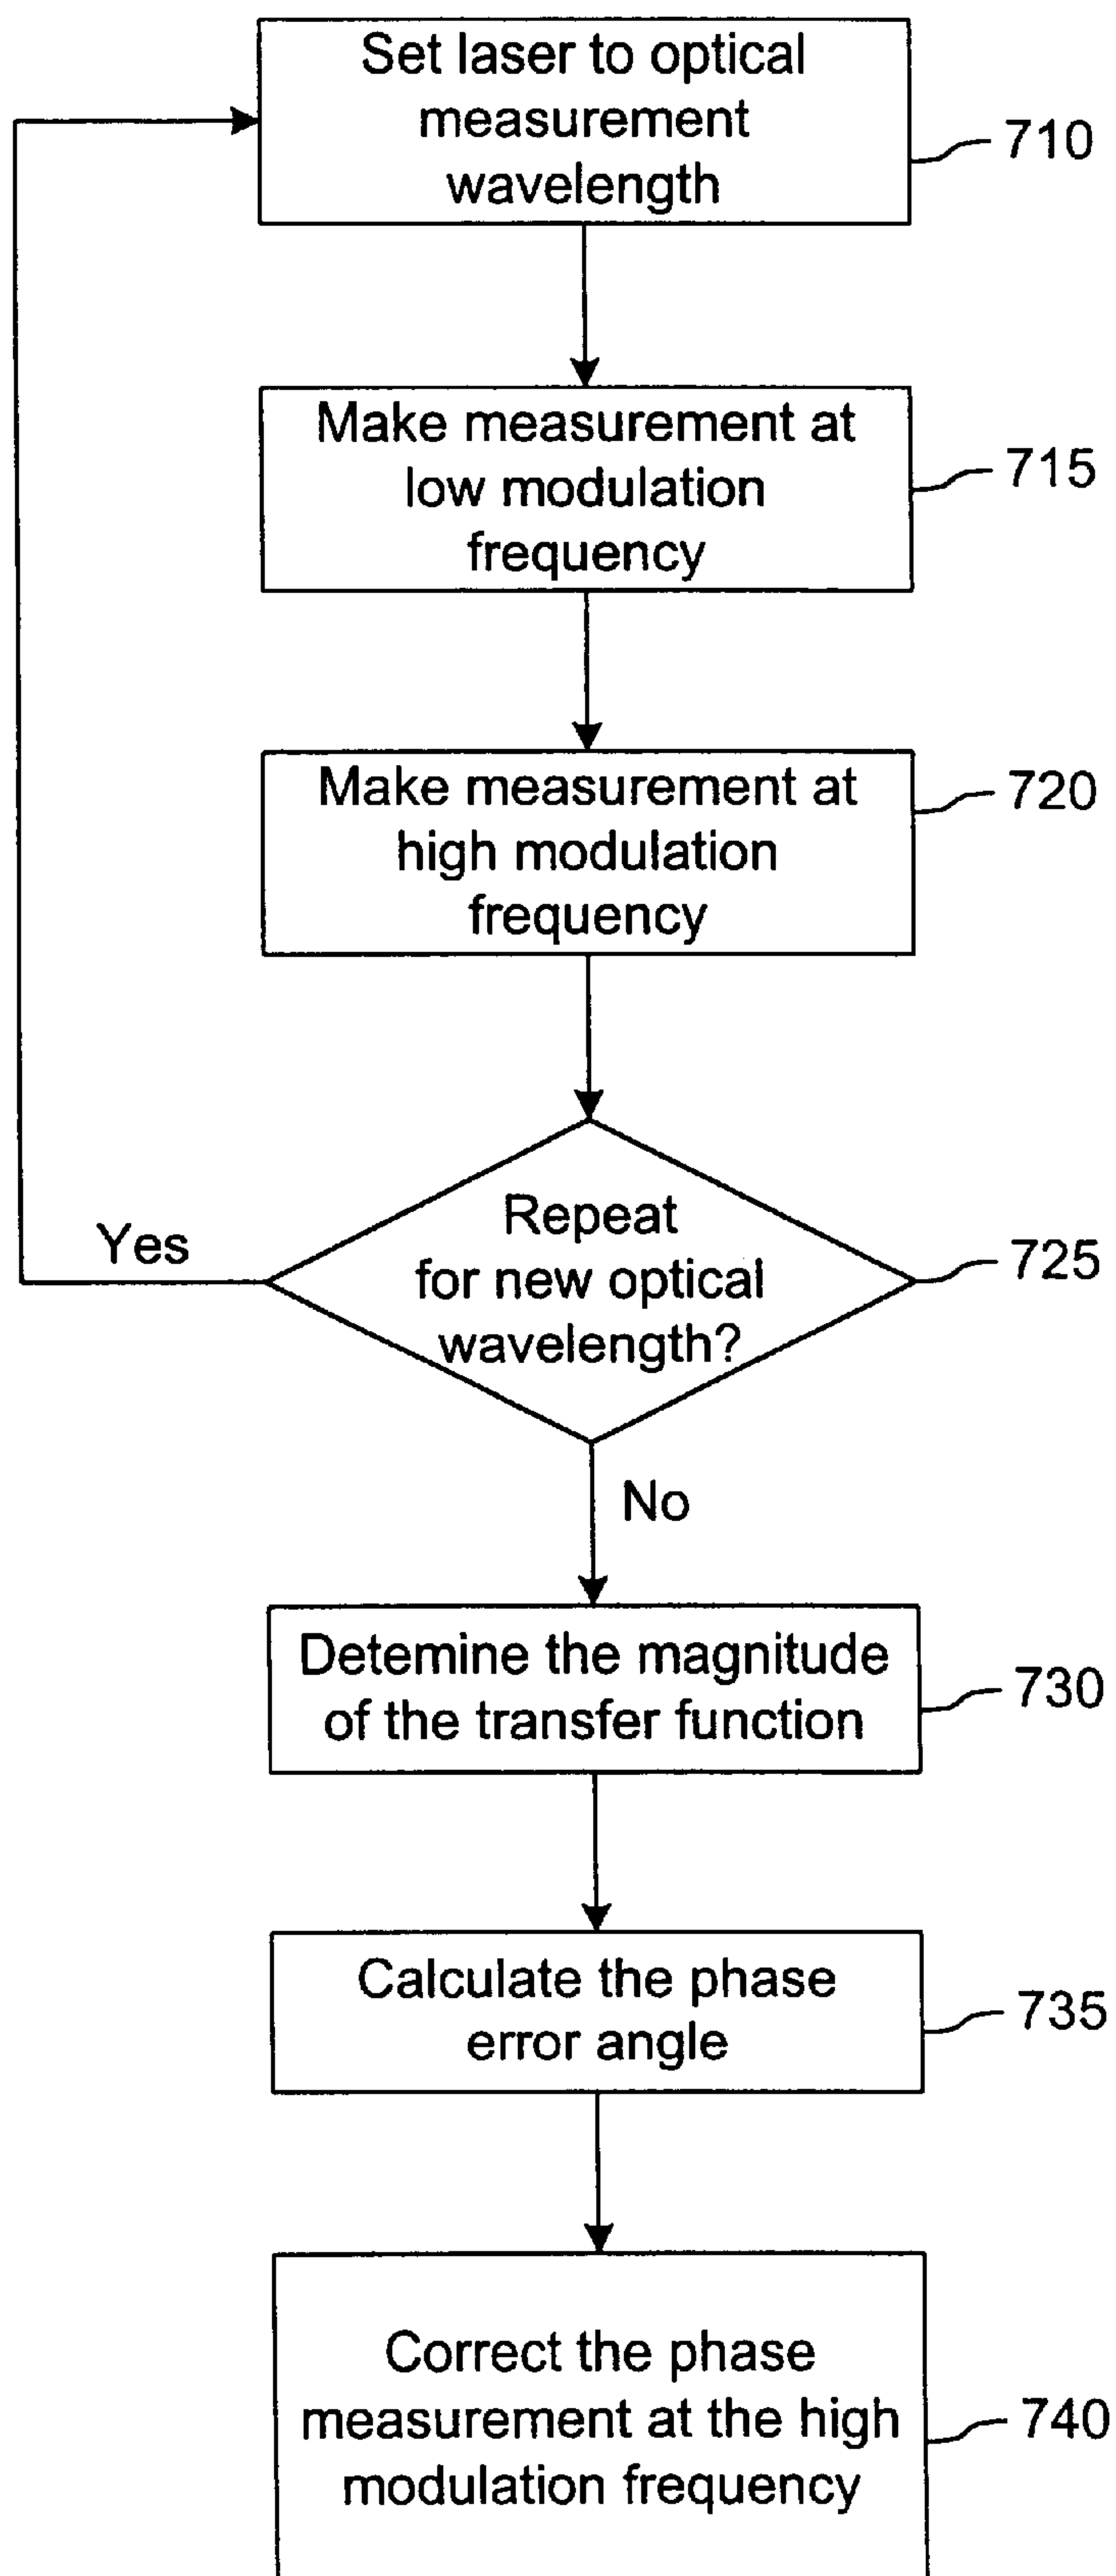 Set laser to optical
measurement
wavelength
710
Make measurement at
low modulation
frequency
715
Make measurement at
high modulation
frequency
720
Repeat
for new optical
wavelength?
725
Yes
No
Detemine the magnitude
of the transfer function
730
Calculate the phase
error angle
735
Correct the phase
measurement at the high
modulation frequency
740